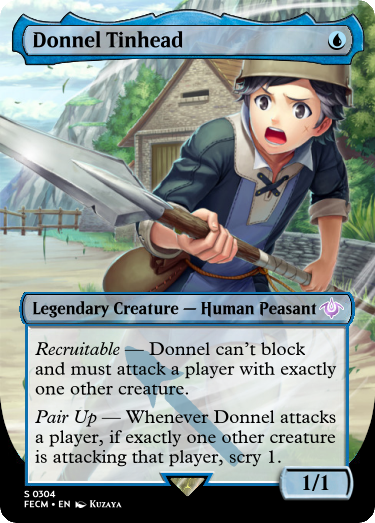 Donnel Tinhead
Legendary Creature — Human Peasant
Recruitable — Donnel can't block
and must attack a player with exactly
one other creature.
Pair Up — Whenever Donnel attacks
a player, if exactly one other creature
is attacking that player, scry 1.
1/1
S 0304
FECM • EN Kuzaya